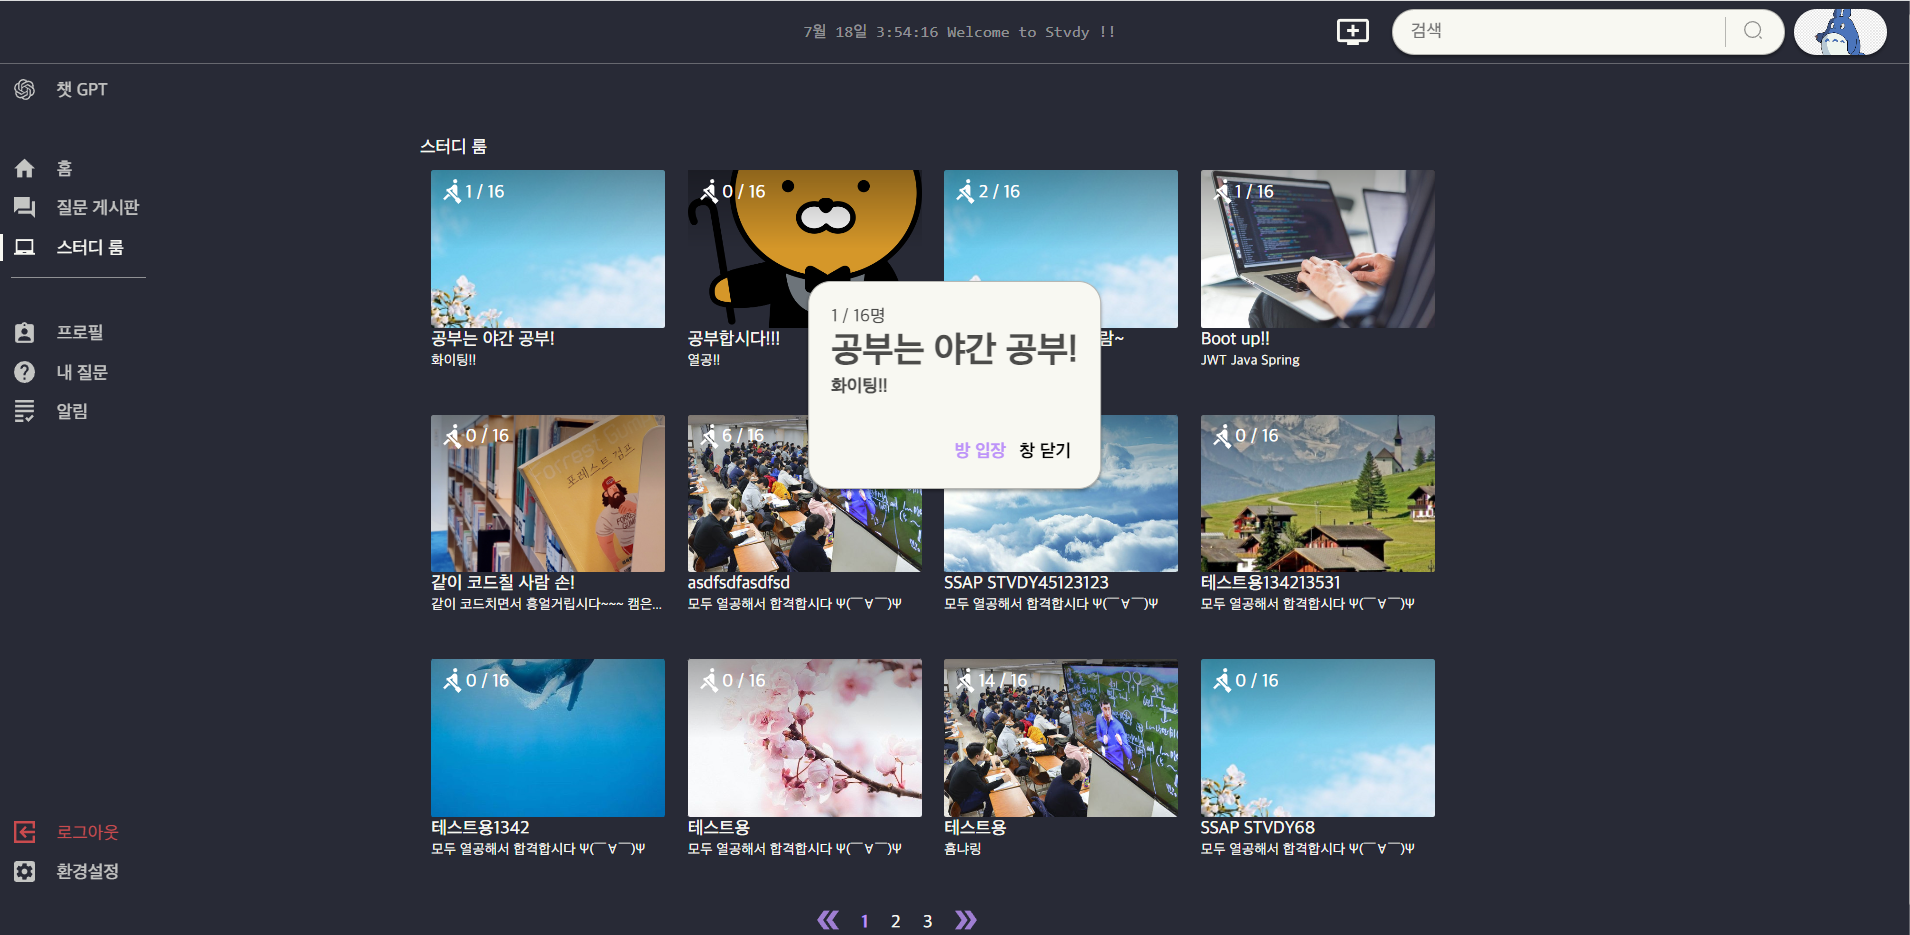 7월 18일 3:54:16 Welcome to Stvdy !!
검색
챗 GPT
홈
질문 게시판
스터디 룸
프로필
내 질문
알림
로그아웃
환경설정
스터디 룸
1 / 16
0 / 16
2 / 16
1 / 16
공부는 야간 공부!
화이팅!!
공부합시다!!!
열공!!
람~
Boot up!!
JWT Java Spring
1 / 16명
공부는 야간 공부!
화이팅!!
방 입장 창 닫기
0 / 16
6 / 16
0 / 16
포레스트 검프
같이 코드칠 사람 손!
같이 코드치면서 흥얼거립시다~~~ 캠은...
asdfsdfasdfsd
모두 열공해서 합격합시다 Ψ(￣∀￣)Ψ
SSAP STVDY45123123
모두 열공해서 합격합시다 Ψ(￣∀￣)Ψ
테스트용134213531
모두 열공해서 합격합시다 Ψ(￣∀￣)Ψ
0 / 16
0 / 16
14 / 16
0 / 16
테스트용1342
모두 열공해서 합격합시다 Ψ(￣∀￣)Ψ
테스트용
모두 열공해서 합격합시다 Ψ(￣∀￣)Ψ
테스트용
홈냐링
SSAP STVDY68
모두 열공해서 합격합시다 Ψ(￣∀￣)Ψ
1 2 3